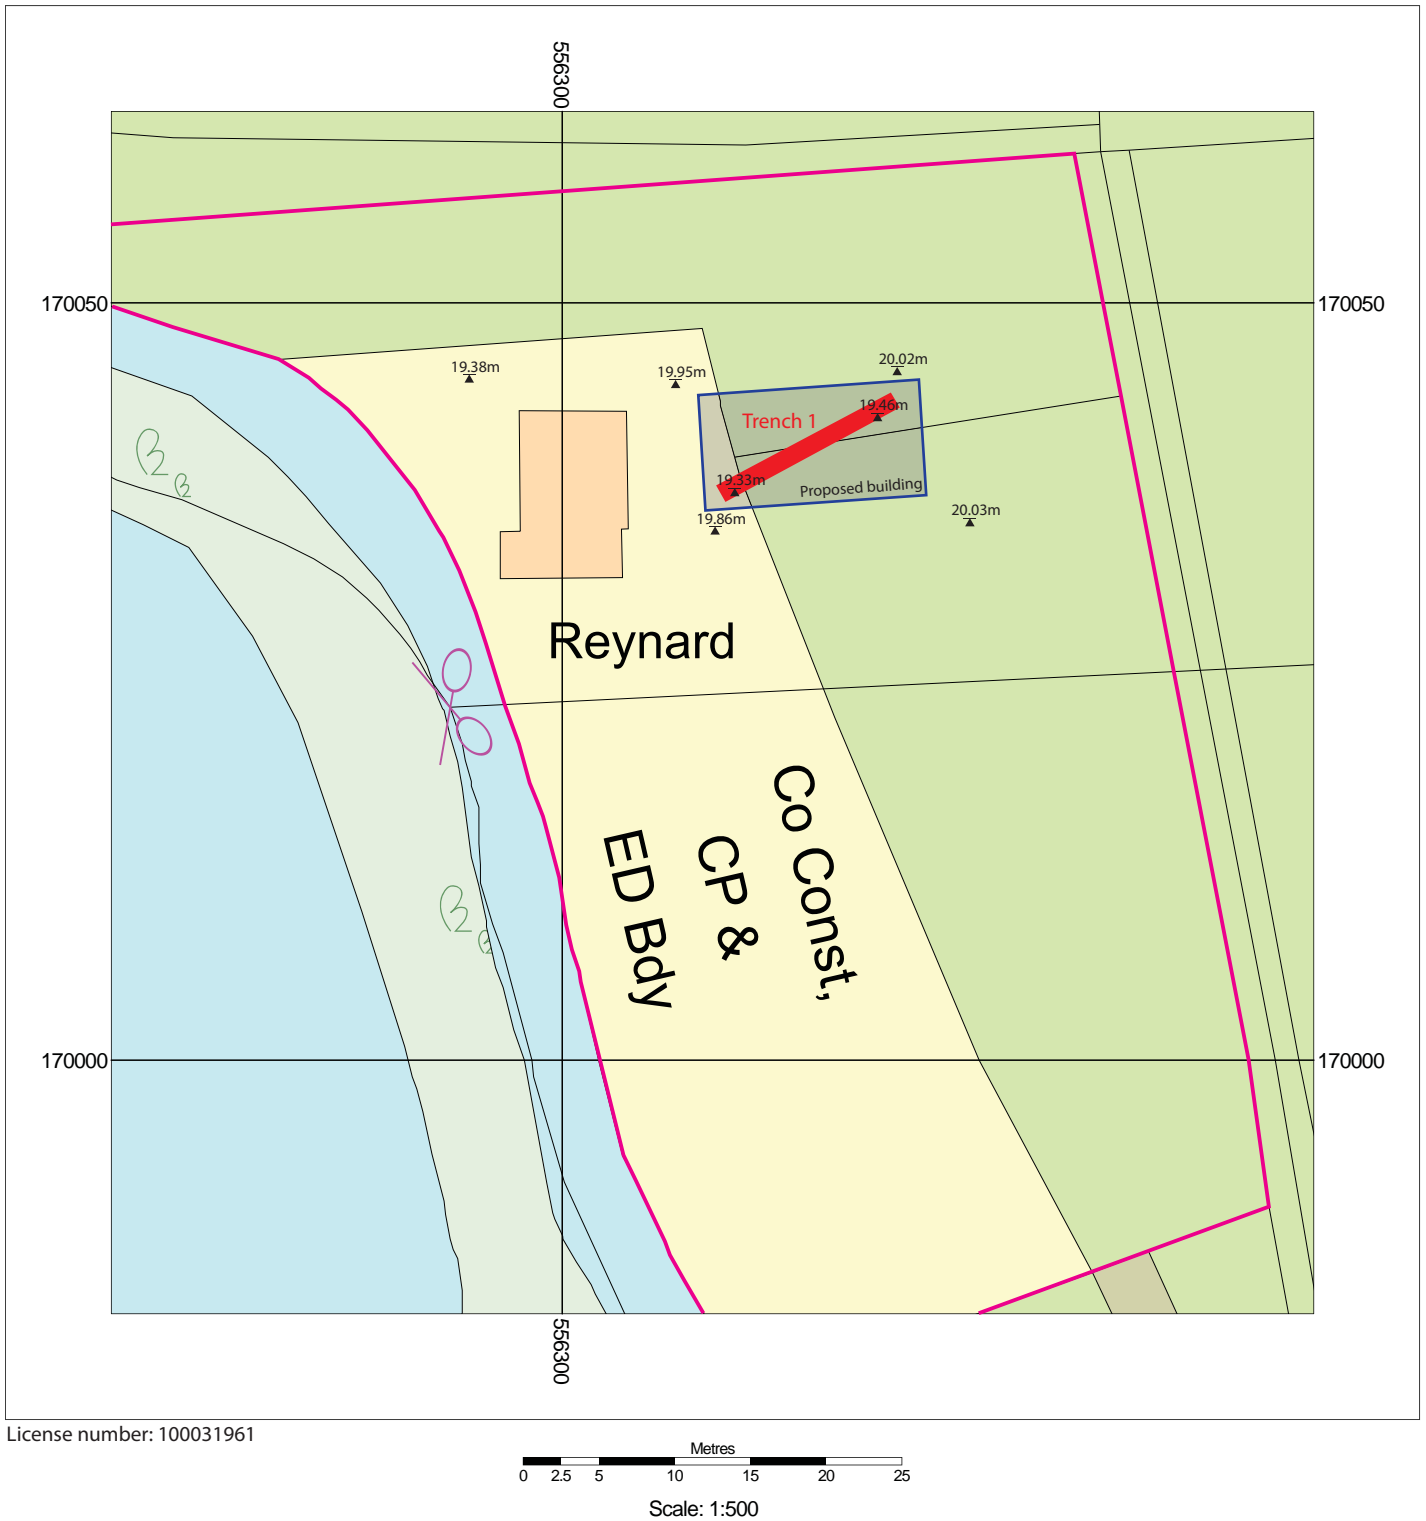 556300
170050
170050
19.38m
19.95m
20.02m
19.46m
Trench 1
19.33m
Proposed building
19.86m
20.03m
Reynard
Co Const,
CP &
ED Bdy
170000
170000
556300
License number: 100031961
Metres
0 2.5 5 10 15 20 25
Scale: 1:500